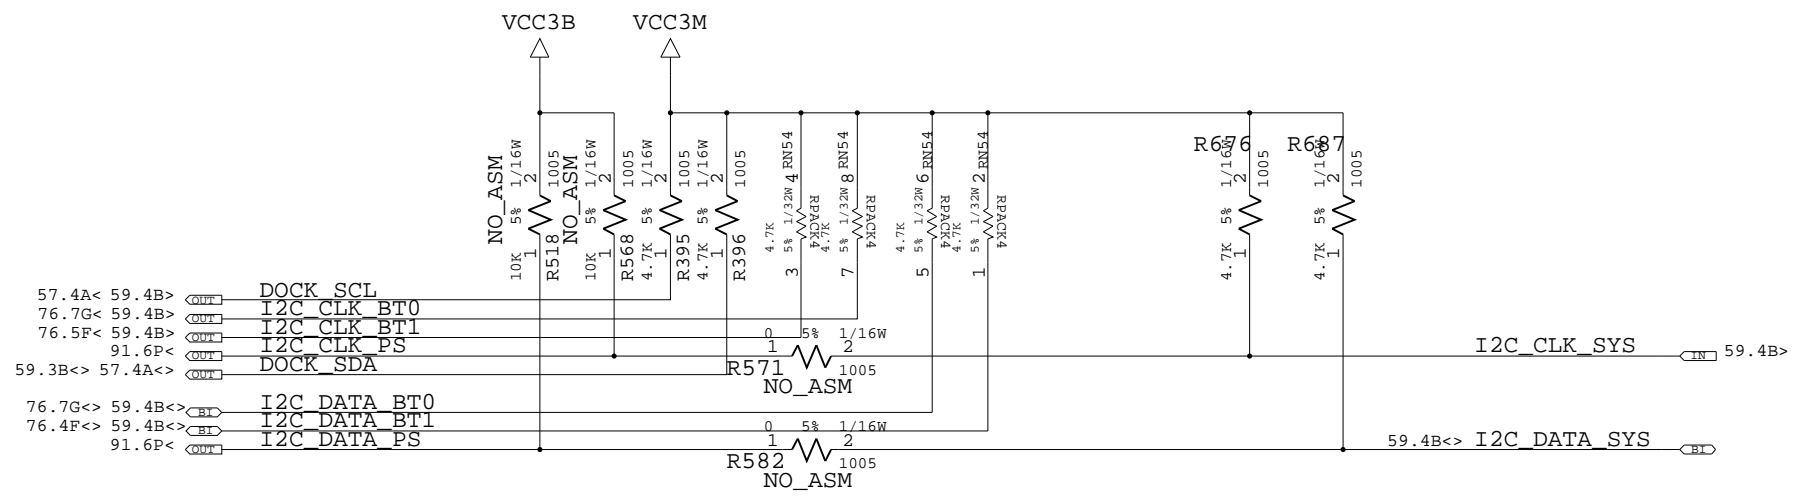 VCC3B
VCC3M
NO_ASM
10K 5% 1/16W
1 2
R518 1005
NO_ASM
10K 5% 1/16W
1 2
R568 1005
4.7K 5% 1/16W
1 2
R395 1005
4.7K 5% 1/16W
1 2
R396 1005
4.7K
5% 1/32W
3 4 RN54
RPACK4
4.7K
5% 1/32W
7 8 RN54
RPACK4
4.7K
5% 1/32W
5 6 RN54
RPACK4
4.7K
5% 1/32W
1 2 RN54
RPACK4
R676
4.7K 5% 1/16W
1 2
1005
R687
4.7K 5% 1/16W
1 2
1005
57.4A< 59.4B> OUT DOCK_SCL
76.7G< 59.4B> OUT I2C_CLK_BT0
76.5F< 59.4B> OUT I2C_CLK_BT1
91.6P< OUT I2C_CLK_PS
59.3B<> 57.4A<> OUT DOCK_SDA
0 5% 1/16W
1 2
R571 1005
NO_ASM
I2C_CLK_SYS IN 59.4B>
76.7G<> 59.4B<> BI I2C_DATA_BT0
76.4F<> 59.4B<> BI I2C_DATA_BT1
91.6P< OUT I2C_DATA_PS
0 5% 1/16W
1 2
R582 1005
NO_ASM
59.4B<> I2C_DATA_SYS BI